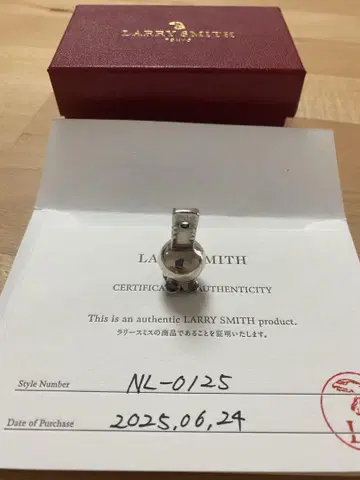 LARRY SMITH
TOKYO
LA SMITH
CERTIFICA AUTHENTICITY
This is an authentic LARRY SMITH product.
ラリースミスの商品であることを証明いたします。
Style Number NL-0125
Date of Purchase 2025,06,24